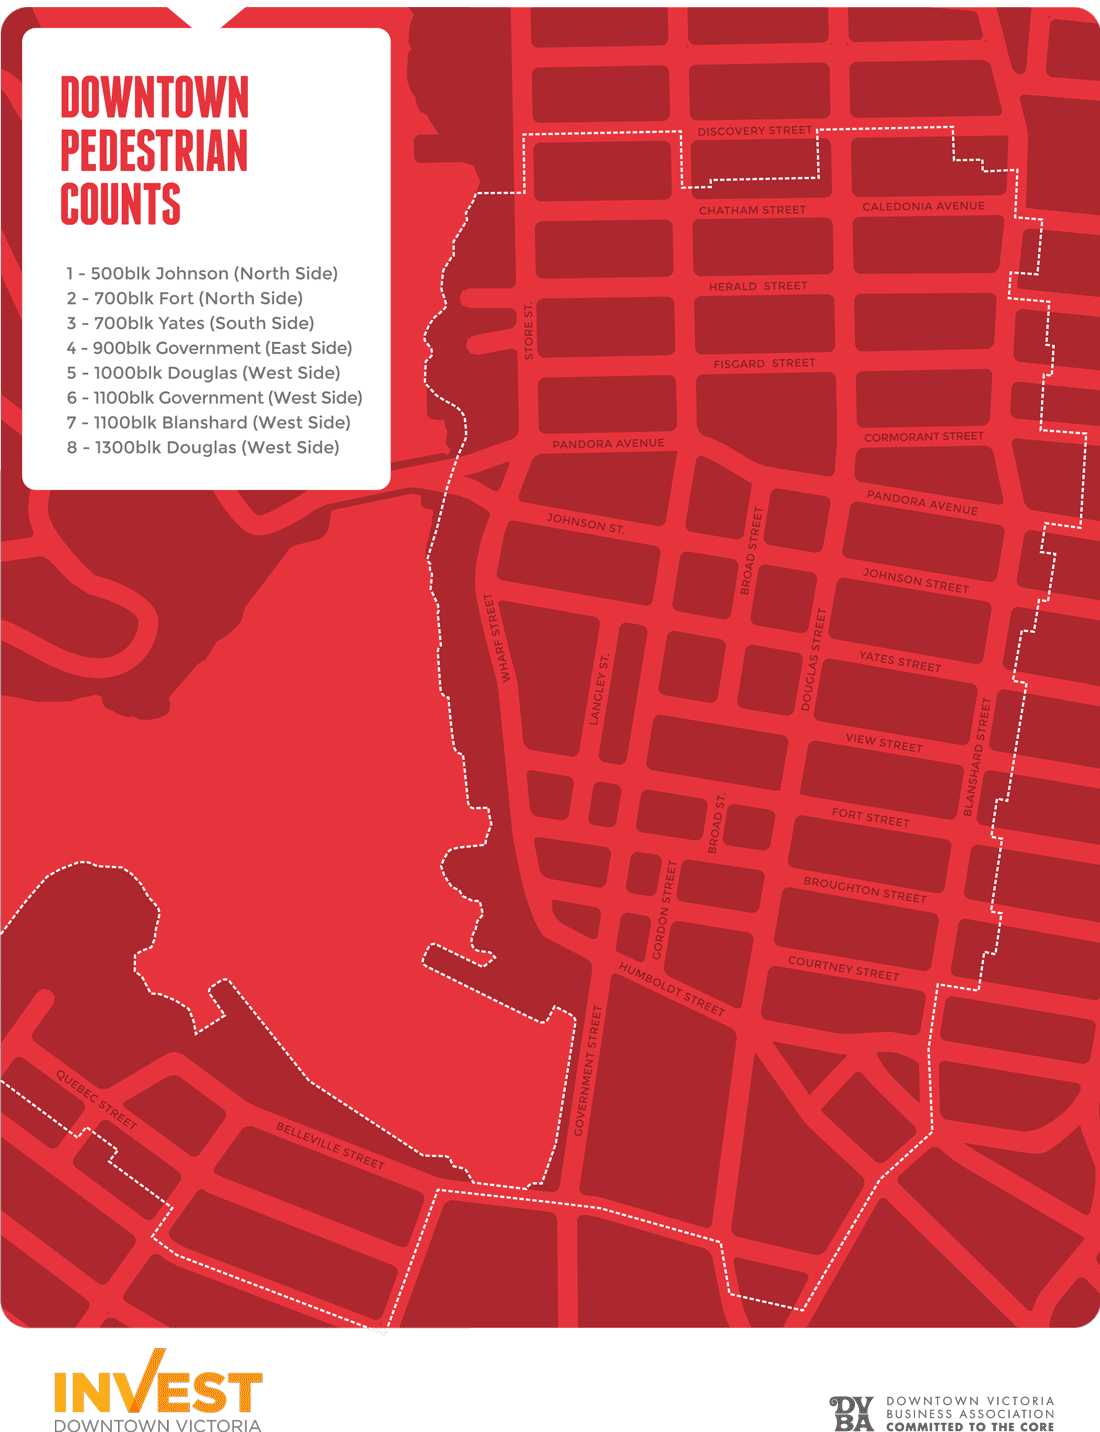 DOWNTOWN
PEDESTRIAN
COUNTS
1 - 500blk Johnson (North Side)
2 - 700blk Fort (North Side)
3 - 700blk Yates (South Side)
4 - 900blk Government (East Side)
5 - 1000blk Douglas (West Side)
6 - 1100blk Government (West Side)
7 - 1100blk Blanshard (West Side)
8 - 1300blk Douglas (West Side)
DISCOVERY STREET
CHATHAM STREET
CALEDONIA AVENUE
HERALD STREET
STORE ST.
FISGARD STREET
PANDORA AVENUE
CORMORANT STREET
PANDORA AVENUE
JOHNSON ST.
BROAD STREET
JOHNSON STREET
WHARF STREET
DOUGLAS STREET
YATES STREET
LANGLEY ST.
BLANSHARD STREET
VIEW STREET
BROAD ST.
FORT STREET
GORDON STREET
BROUGHTON STREET
COURTNEY STREET
HUMBOLDT STREET
GOVERNMENT STREET
QUEBEC STREET
BELLEVILLE STREET
INVEST
DOWNTOWN VICTORIA
DVBA
DOWNTOWN VICTORIA
BUSINESS ASSOCIATION
COMMITTED TO THE CORE